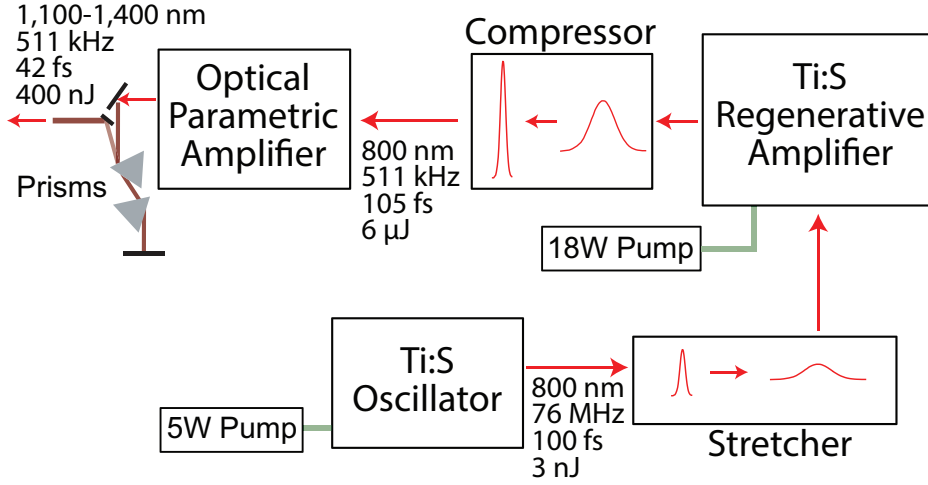 1,100-1,400 nm
511 kHz
42 fs
400 nJ
Optical
Parametric
Amplifier
Prisms
800 nm
511 kHz
105 fs
6 µJ
Compressor
Ti:S
Regenerative
Amplifier
18W Pump
Ti:S
Oscillator
5W Pump
800 nm
76 MHz
100 fs
3 nJ
Stretcher